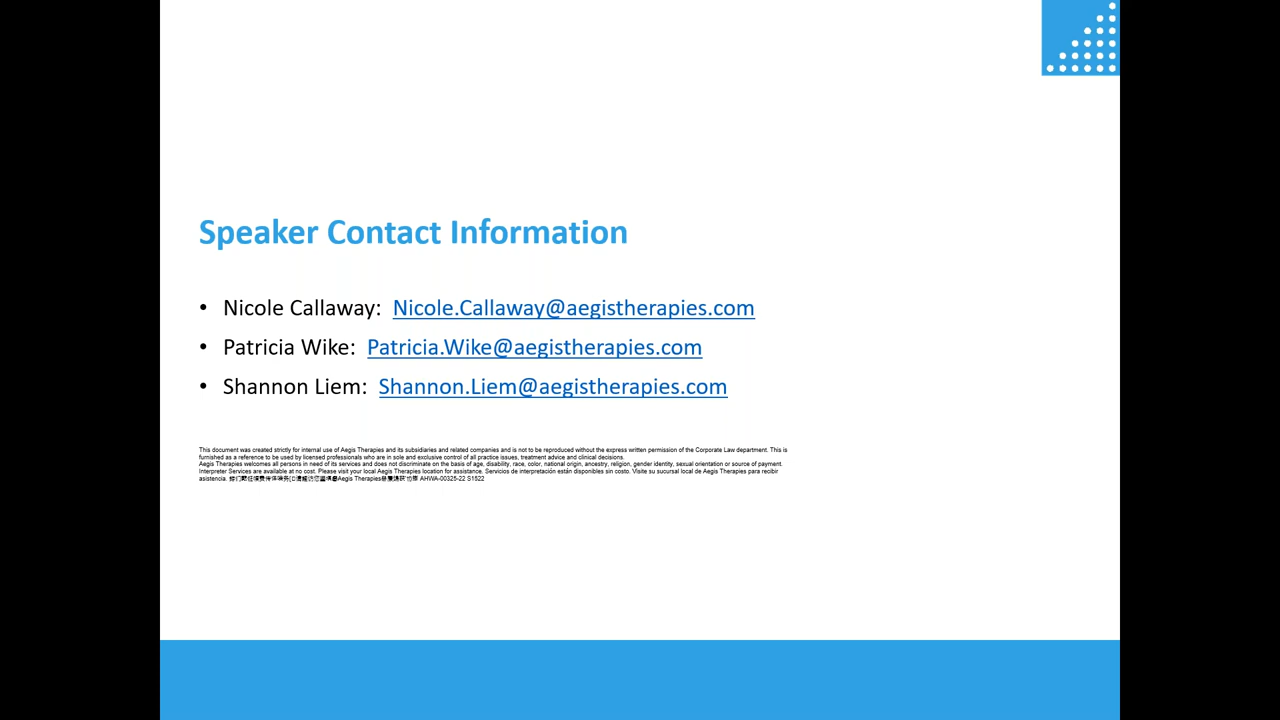 Speaker Contact Information
• Nicole Callaway: Nicole.Callaway@aegistherapies.com
• Patricia Wike: Patricia.Wike@aegistherapies.com
• Shannon Liem: Shannon.Liem@aegistherapies.com
This document was created strictly for internal use of Aegis Therapies and its subsidiaries and related companies and is not to be reproduced without the express written permission of the Corporate Law department. This is
furnished as a reference to be used by licensed professionals who are in sole and exclusive control of all practice issues, treatment advice and clinical decisions.
Aegis Therapies welcomes all persons in need of its services and does not discriminate on the basis of age, disability, race, color, national origin, ancestry, religion, gender identity, sexual orientation or source of payment.
Interpreter Services are available at no cost. Please visit your local Aegis Therapies location for assistance. Servicios de interpretación están disponibles sin costo. Visite su sucursal local de Aegis Therapies para recibir
asistencia. Aegis Therapies AHWA-00325-22 S1522